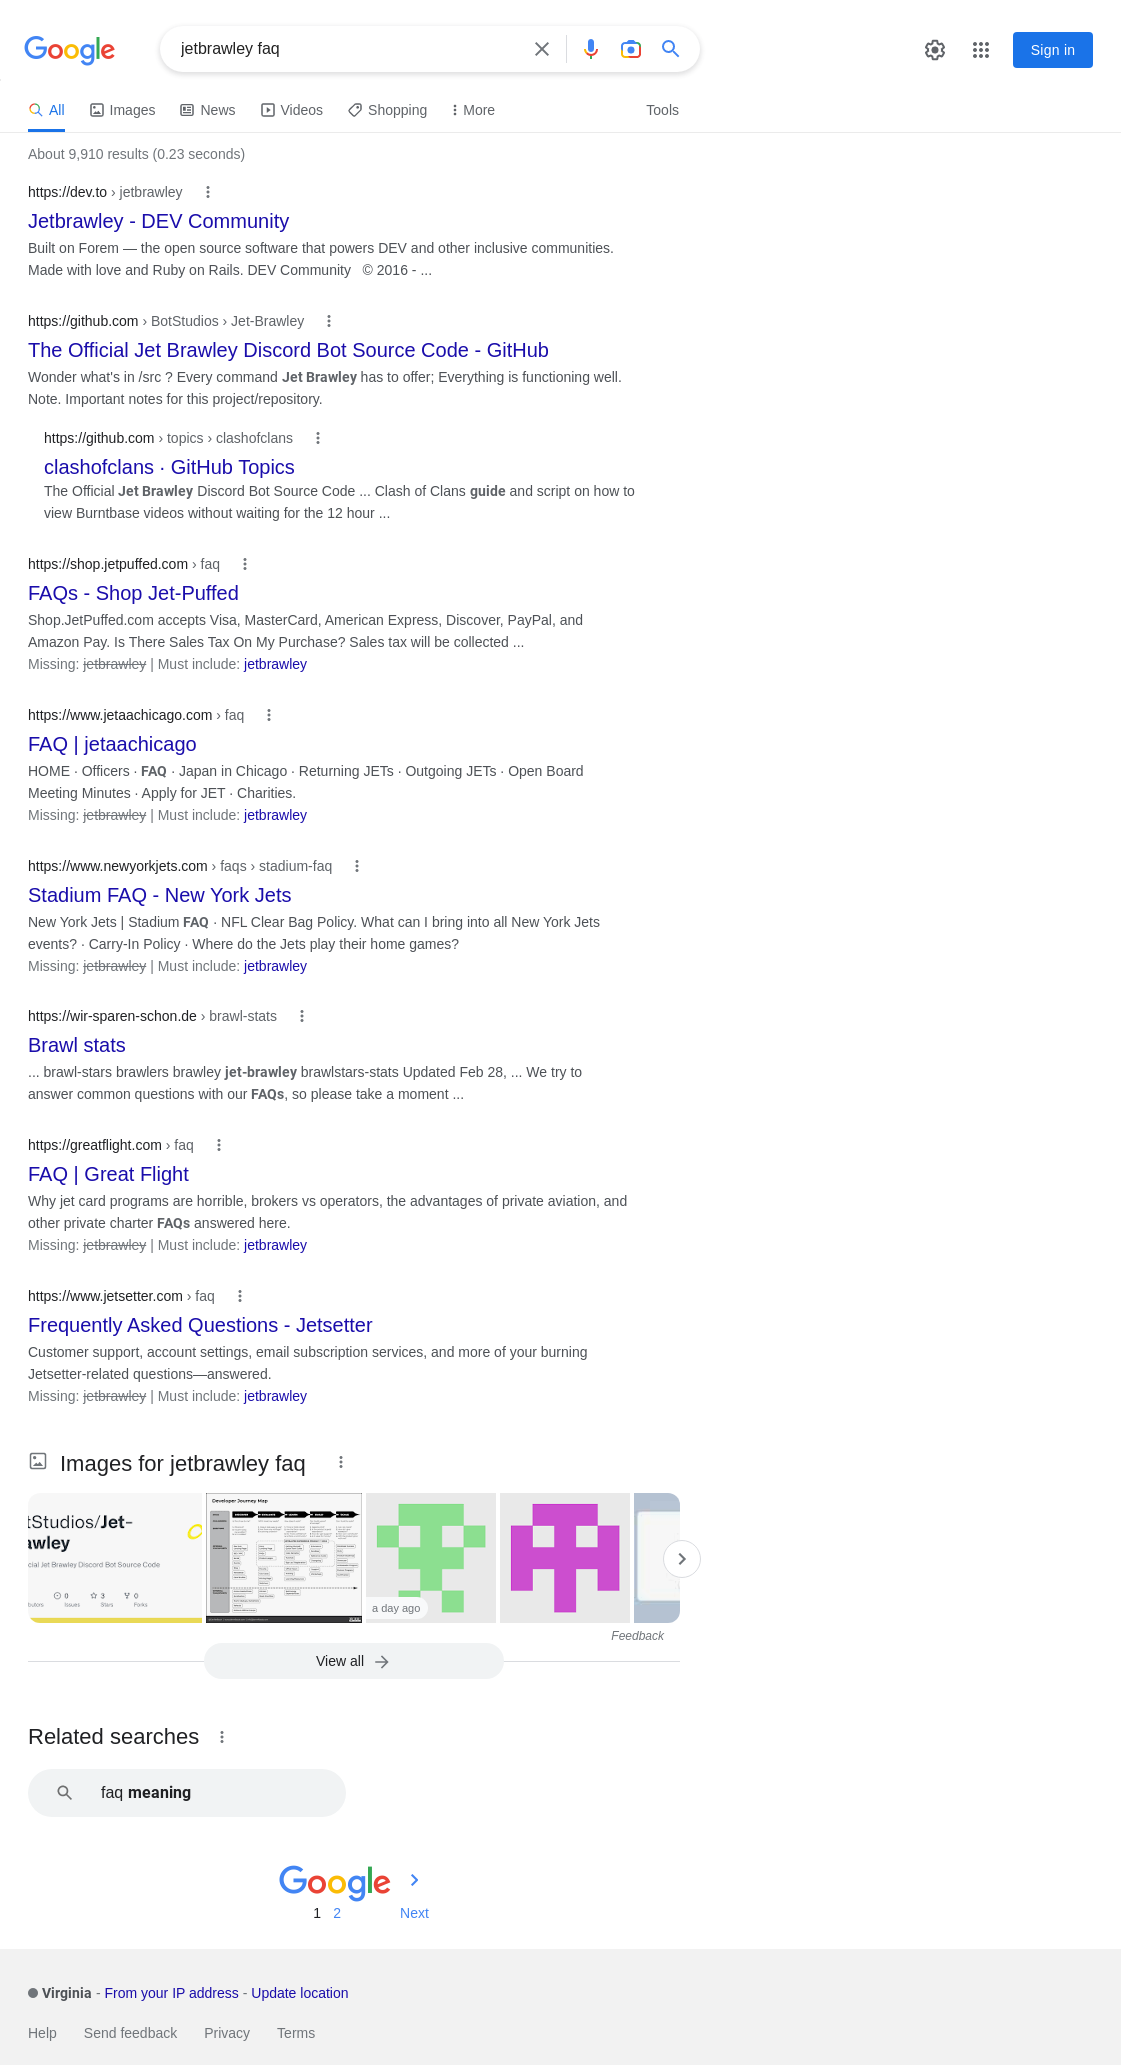 Google
jetbrawley faq
Sign in
All Images News Videos Shopping More Tools
About 9,910 results (0.23 seconds)
https://dev.to › jetbrawley
Jetbrawley - DEV Community
Built on Forem — the open source software that powers DEV and other inclusive communities.
Made with love and Ruby on Rails. DEV Community © 2016 - ...
https://github.com › BotStudios › Jet-Brawley
The Official Jet Brawley Discord Bot Source Code - GitHub
Wonder what's in /src ? Every command Jet Brawley has to offer; Everything is functioning well.
Note. Important notes for this project/repository.
https://github.com › topics › clashofclans
clashofclans · GitHub Topics
The Official Jet Brawley Discord Bot Source Code ... Clash of Clans guide and script on how to
view Burntbase videos without waiting for the 12 hour ...
https://shop.jetpuffed.com › faq
FAQs - Shop Jet-Puffed
Shop.JetPuffed.com accepts Visa, MasterCard, American Express, Discover, PayPal, and
Amazon Pay. Is There Sales Tax On My Purchase? Sales tax will be collected ...
Missing: jetbrawley | Must include: jetbrawley
https://www.jetaachicago.com › faq
FAQ | jetaachicago
HOME · Officers · FAQ · Japan in Chicago · Returning JETs · Outgoing JETs · Open Board
Meeting Minutes · Apply for JET · Charities.
Missing: jetbrawley | Must include: jetbrawley
https://www.newyorkjets.com › faqs › stadium-faq
Stadium FAQ - New York Jets
New York Jets | Stadium FAQ · NFL Clear Bag Policy. What can I bring into all New York Jets
events? · Carry-In Policy · Where do the Jets play their home games?
Missing: jetbrawley | Must include: jetbrawley
https://wir-sparen-schon.de › brawl-stats
Brawl stats
... brawl-stars brawlers brawley jet-brawley brawlstars-stats Updated Feb 28, ... We try to
answer common questions with our FAQs, so please take a moment ...
https://greatflight.com › faq
FAQ | Great Flight
Why jet card programs are horrible, brokers vs operators, the advantages of private aviation, and
other private charter FAQs answered here.
Missing: jetbrawley | Must include: jetbrawley
https://www.jetsetter.com › faq
Frequently Asked Questions - Jetsetter
Customer support, account settings, email subscription services, and more of your burning
Jetsetter-related questions—answered.
Missing: jetbrawley | Must include: jetbrawley
Images for jetbrawley faq
tStudios/Jet-
awley
cial Jet Brawley Discord Bot Source Code
0 3 0
butors Issues Stars Forks
Developer Journey Map
a day ago
Feedback
View all
Related searches
faq meaning
Google
1 2 Next
Virginia - From your IP address - Update location
Help Send feedback Privacy Terms